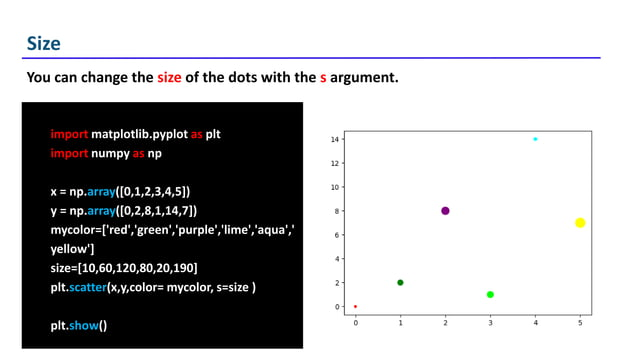 Size
You can change the size of the dots with the s argument.
import matplotlib.pyplot as plt
import numpy as np
x = np.array([0,1,2,3,4,5])
y = np.array([0,2,8,1,14,7])
mycolor=['red','green','purple','lime','aqua','
yellow']
size=[10,60,120,80,20,190]
plt.scatter(x,y,color= mycolor, s=size )
plt.show()
14
12
10
8
6
4
2
0
0 1 2 3 4 5